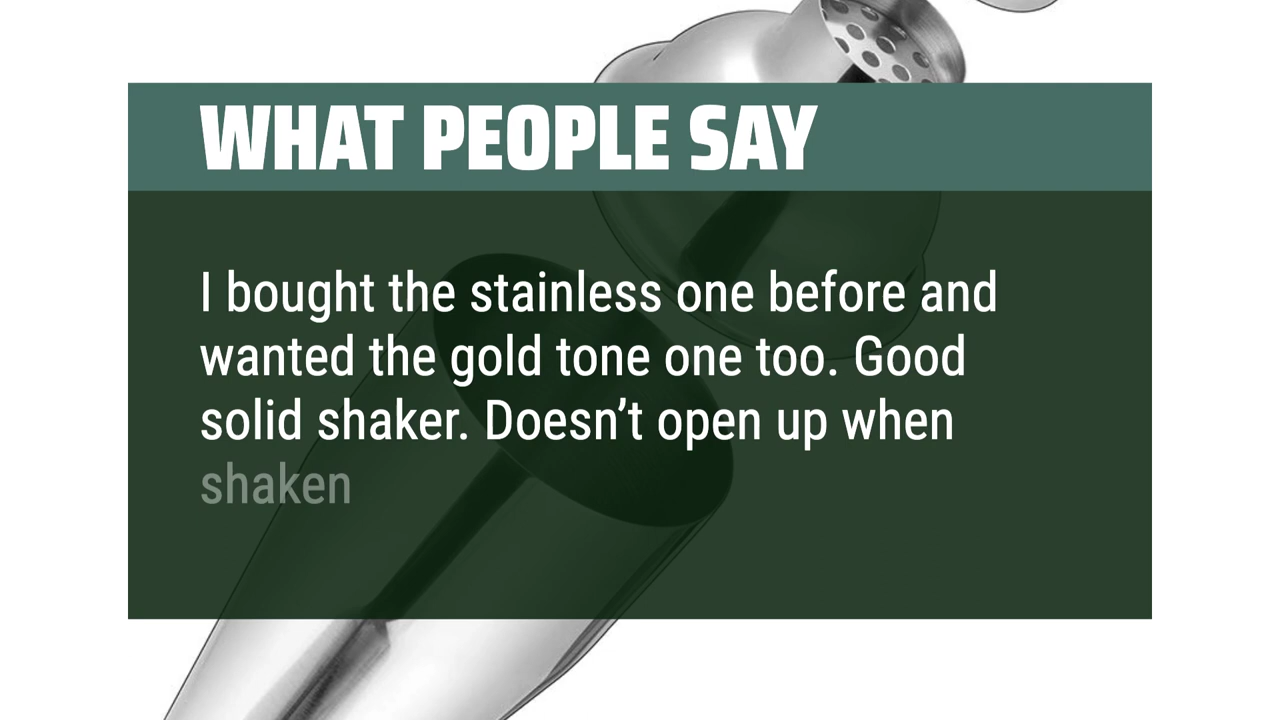 WHAT PEOPLE SAY
I bought the stainless one before and
wanted the gold tone one too. Good
solid shaker. Doesn’t open up when
shaken